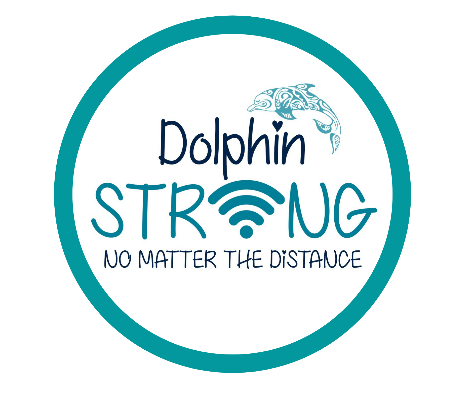 Dolphin
STRONG
NO MATTER THE DiSTANCE